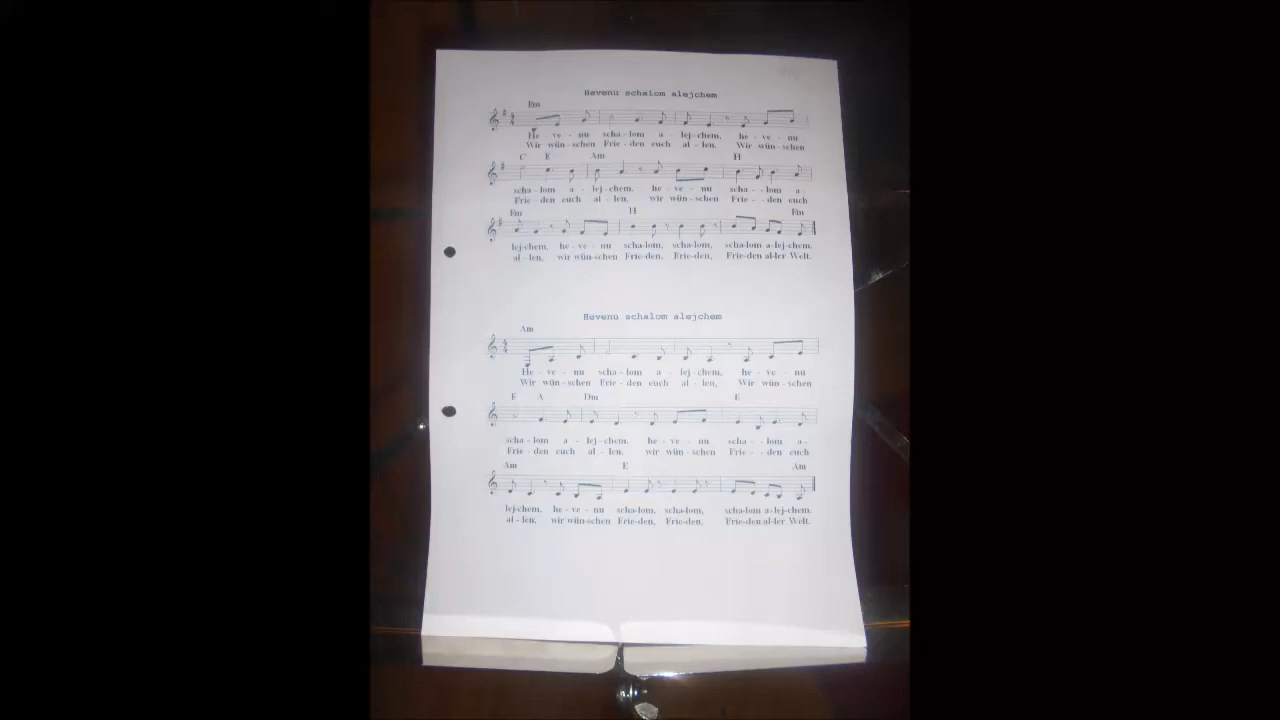 Hevenu schalom alejchem
Em
He - ve - nu scha - lom a - lej - chem, he - ve - nu
Wir wün - schen Frie - den euch al - len, Wir wün - schen
C E Am H
scha - lom a - lej - chem. he - ve - nu scha - lom a -
Frie - den euch al - len, wir wün - schen Frie - - den euch
Em H Em
lej - chem, he - ve - nu scha - lom, scha - lom, scha - lom a - lej - chem.
al - len, wir wün - schen Frie - den, Frie - den, Frie - den al - ler Welt.
Hevenu schalom alejchem
Am
He - ve - nu scha - lom a - lej - chem, he - ve - nu
Wir wün - schen Frie - den euch al - len, Wir wün - schen
F A Dm E
scha - lom a - lej - chem. he - ve - nu scha - - lom a -
Frie - den euch al - len, wir wün - schen Frie - - den euch
Am E Am
lej - chem, he - ve - nu scha - lom, scha - lom, scha - lom a - lej - chem.
al - len, wir wün - schen Frie - den, Frie - den, Frie - den al - ler Welt.